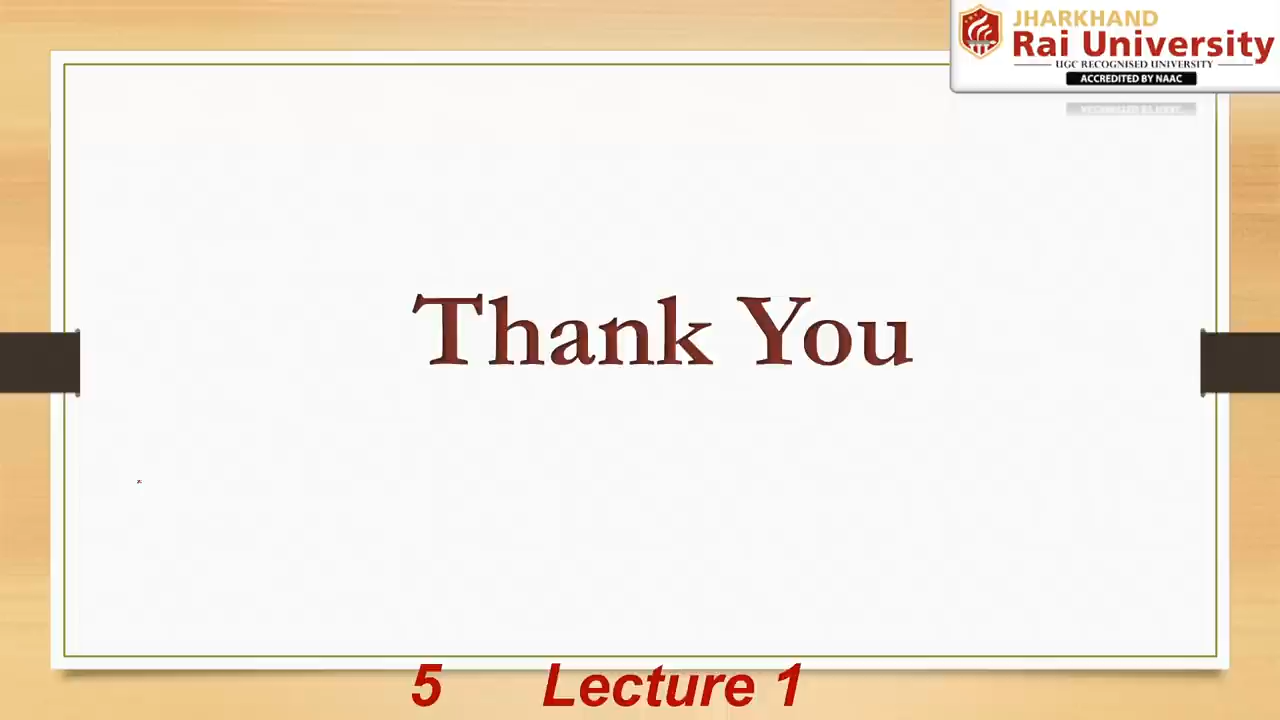 JHARKHAND
Rai University
UGC RECOGNISED UNIVERSITY
ACCREDITED BY NAAC
Thank You
5 Lecture 1